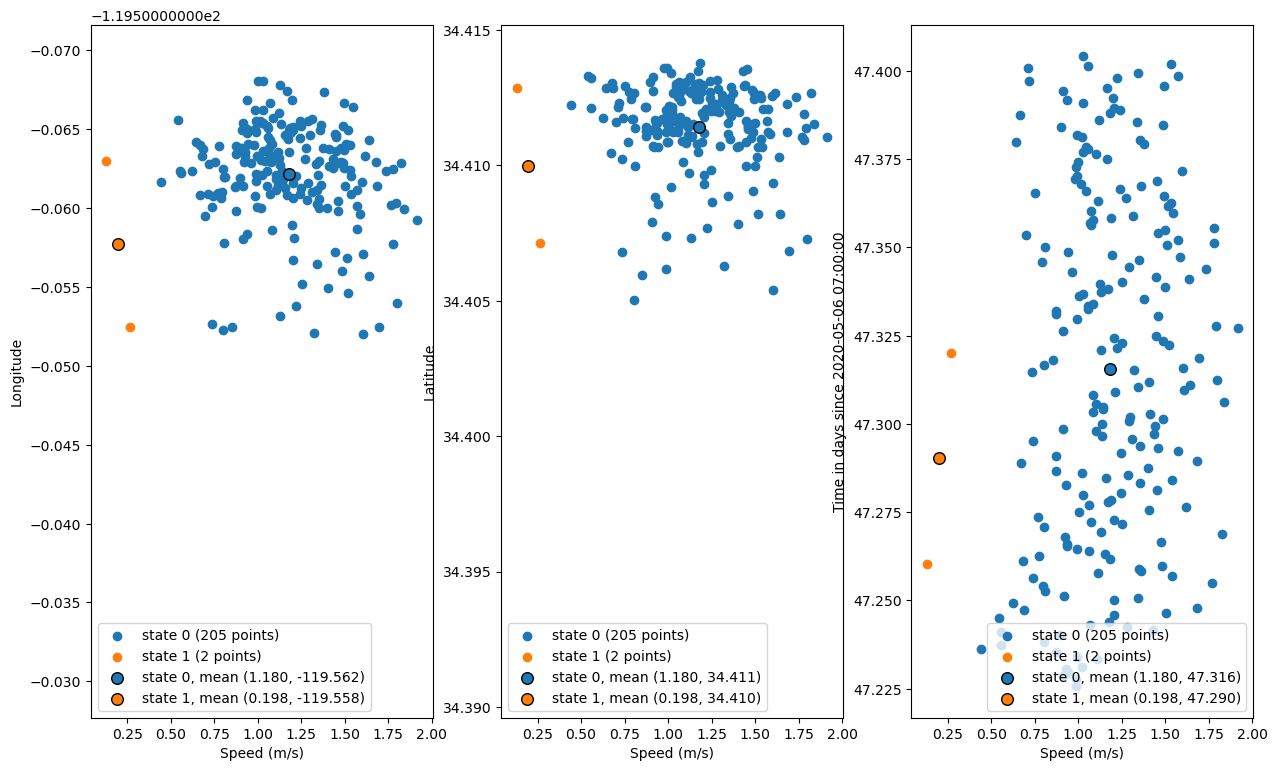 −1.1950000000e2
−0.070
−0.065
−0.060
−0.055
−0.050
−0.045
−0.040
−0.035
−0.030
Longitude
0.25 0.50 0.75 1.00 1.25 1.50 1.75 2.00
Speed (m/s)
state 0 (205 points)
state 1 (2 points)
state 0, mean (1.180, -119.562)
state 1, mean (0.198, -119.558)
34.415
34.410
34.405
34.400
34.395
34.390
Latitude
0.25 0.50 0.75 1.00 1.25 1.50 1.75 2.00
Speed (m/s)
state 0 (205 points)
state 1 (2 points)
state 0, mean (1.180, 34.411)
state 1, mean (0.198, 34.410)
47.400
47.375
47.350
47.325
47.300
47.275
47.250
47.225
Time in days since 2020-05-06 07:00:00
0.25 0.50 0.75 1.00 1.25 1.50 1.75 2.00
Speed (m/s)
state 0 (205 points)
state 1 (2 points)
state 0, mean (1.180, 47.316)
state 1, mean (0.198, 47.290)